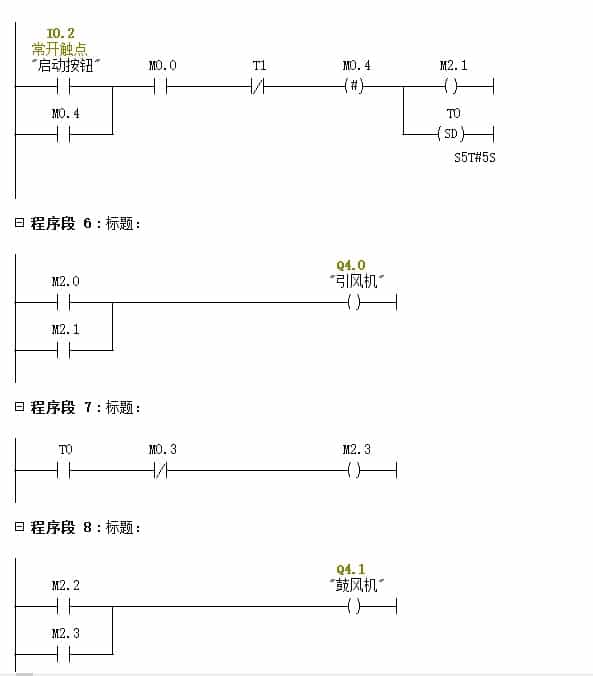 I0.2
常开触点
"启动按钮" M0.0 T1 M0.4 M2.1
(#) ( )
M0.4 T0
(SD)
S5T#5S
程序段 6:标题:
Q4.0
M2.0 "引风机"
( )
M2.1
程序段 7:标题:
T0 M0.3 M2.3
( )
程序段 8:标题:
Q4.1
M2.2 "鼓风机"
( )
M2.3